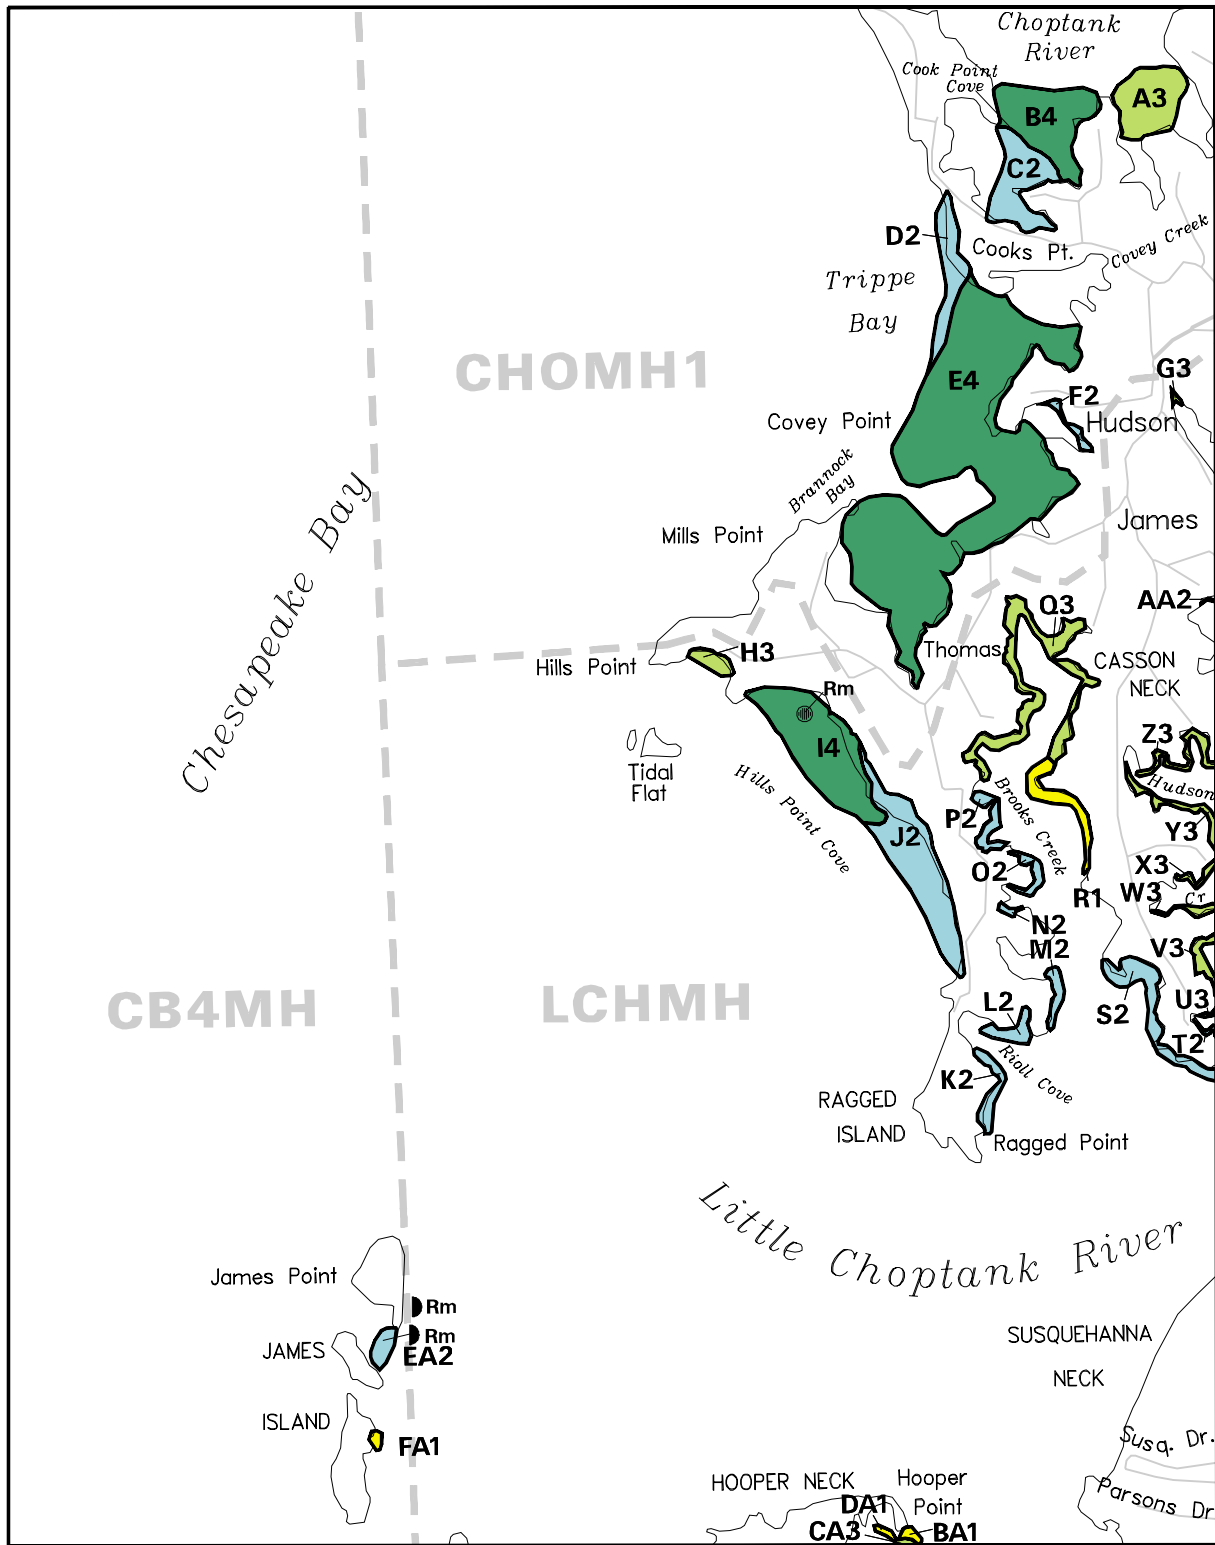 Choptank
River
Cook Point
Cove
A3
B4
C2
D2
Cooks Pt.
Covey Creek
Trippe
Bay
CHOMH1
E4
G3
F2
Hudson
Covey Point
Brannock
Bay
Chesapeake Bay
Mills Point
James
AA2
Q3
Hills Point
H3
Thomas
CASSON
NECK
Rm
I4
Z3
Tidal
Flat
Hills Point Cove
Hudson
P2
Brooks Creek
J2
Y3
O2
X3
W3
Cr
R1
N2
M2
V3
CB4MH
LCHMH
L2
S2
U3
T2
Rioll Cove
K2
RAGGED
ISLAND
Ragged Point
Little Choptank River
James Point
Rm
Rm
JAMES
EA2
SUSQUEHANNA
NECK
ISLAND
FA1
Susq. Dr.
HOOPER NECK
Hooper
Point
Parsons Dr
DA1
CA3
BA1